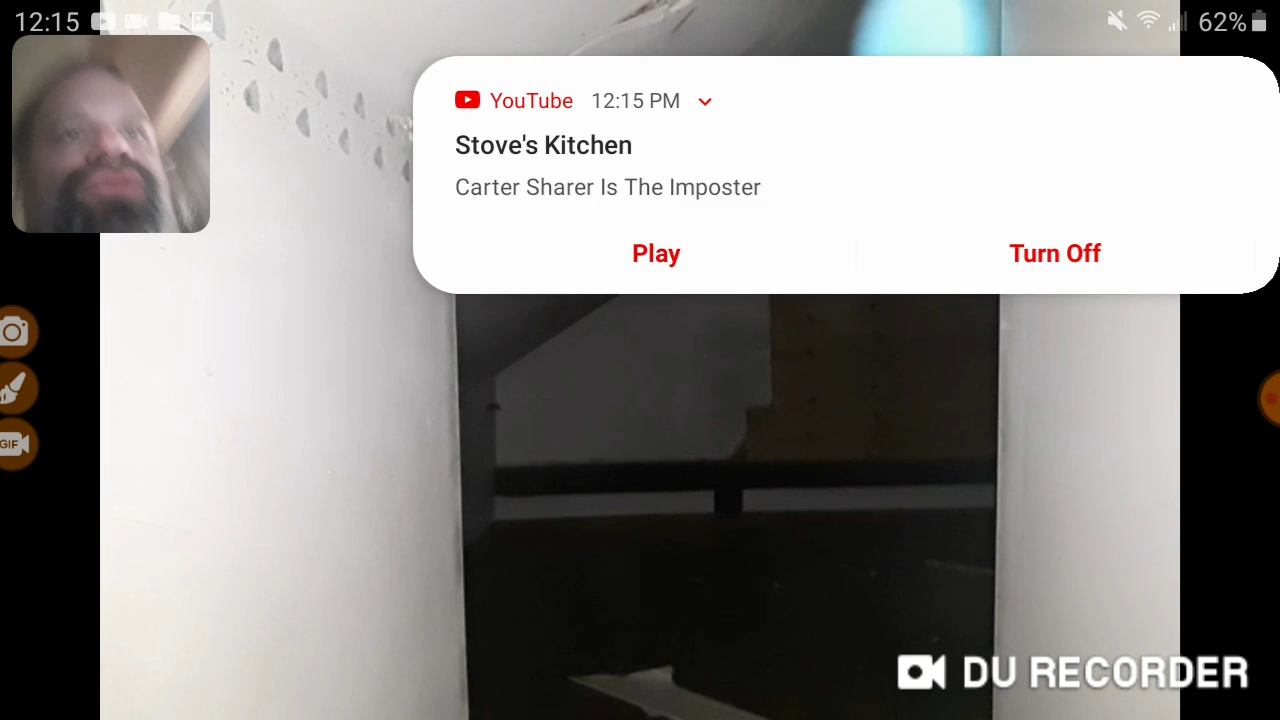 12:15
62%
YouTube 12:15 PM
Stove's Kitchen
Carter Sharer Is The Imposter
Play Turn Off
GIF
DU RECORDER